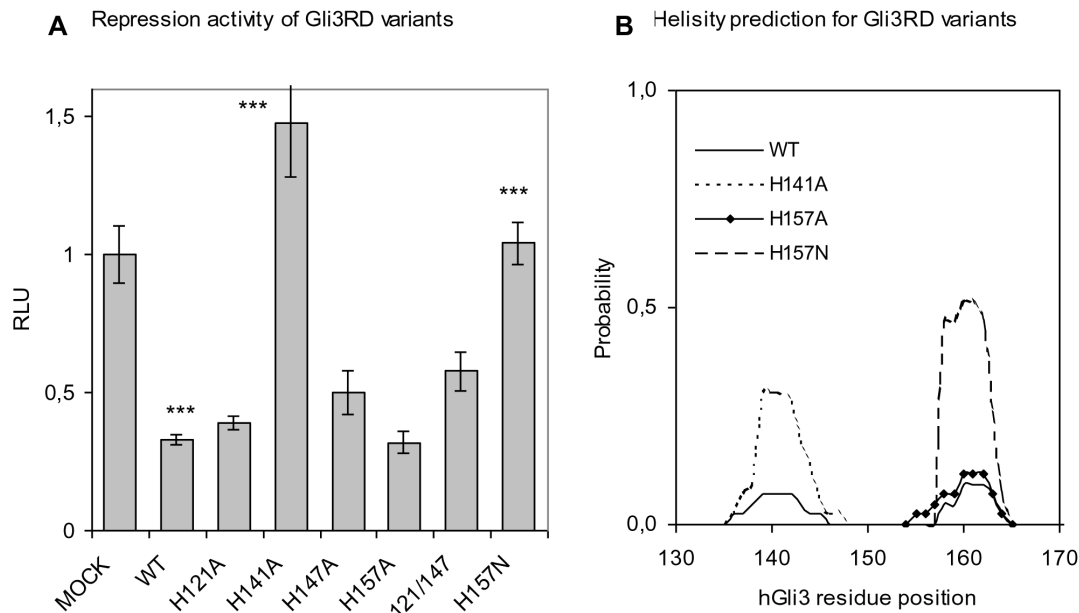 A Repression activity of Gli3RD variants
1,5
1
0,5
0
RLU
***
***
***
MOCK
WT
H121A
H141A
H147A
H157A
121/147
H157N
B Helisity prediction for Gli3RD variants
1,0
0,5
0,0
Probability
WT
H141A
H157A
H157N
130
140
150
160
170
hGli3 residue position